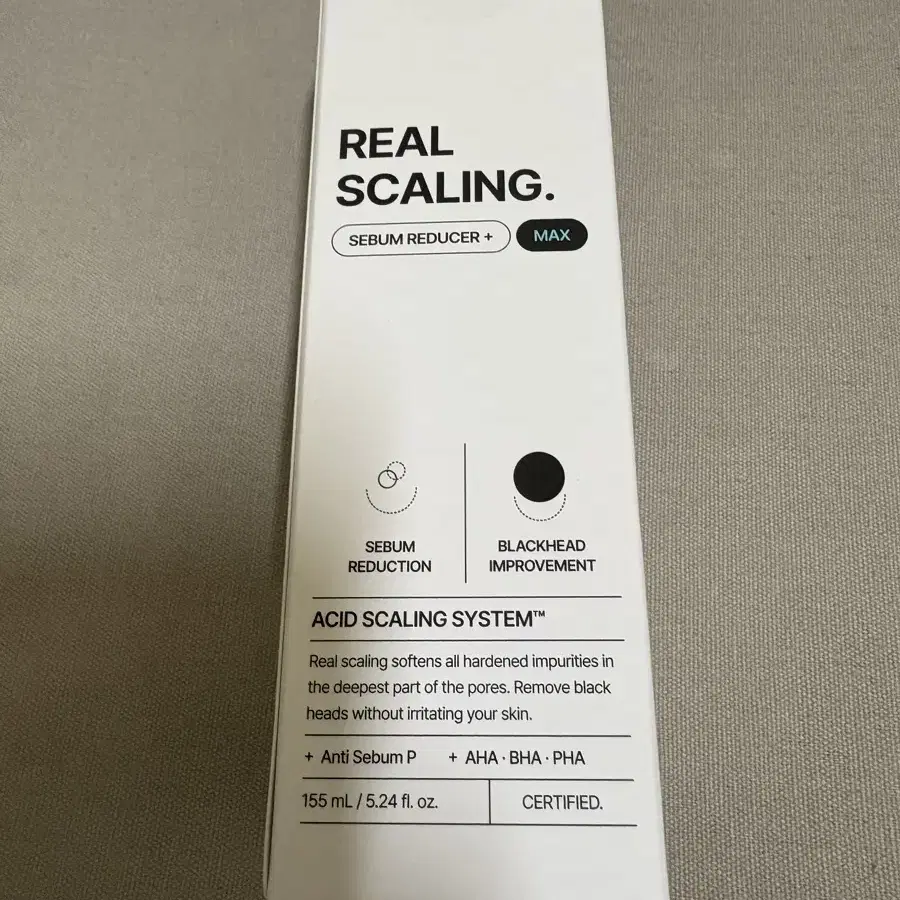 REAL
SCALING.
SEBUM REDUCER + MAX
SEBUM
REDUCTION
BLACKHEAD
IMPROVEMENT
ACID SCALING SYSTEM™
Real scaling softens all hardened impurities in
the deepest part of the pores. Remove black
heads without irritating your skin.
+ Anti Sebum P + AHA · BHA · PHA
155 mL / 5.24 fl. oz. CERTIFIED.